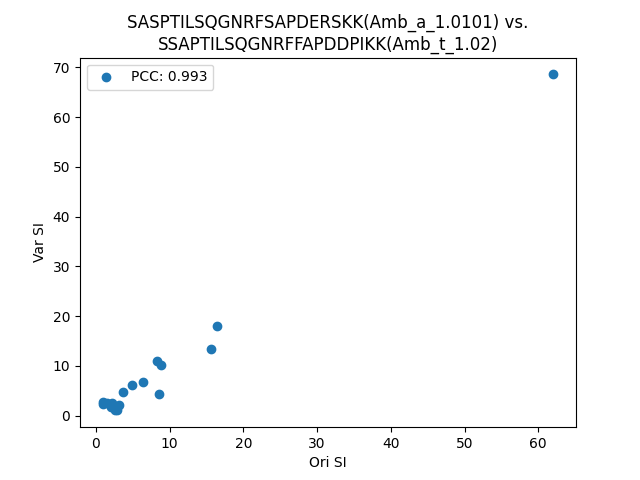 SASPTILSQGNRFSAPDERSKK(Amb_a_1.0101) vs.
SSAPTILSQGNRFFAPDDPIKK(Amb_t_1.02)
PCC: 0.993
70
60
50
40
30
20
10
0
Var SI
0 10 20 30 40 50 60
Ori SI